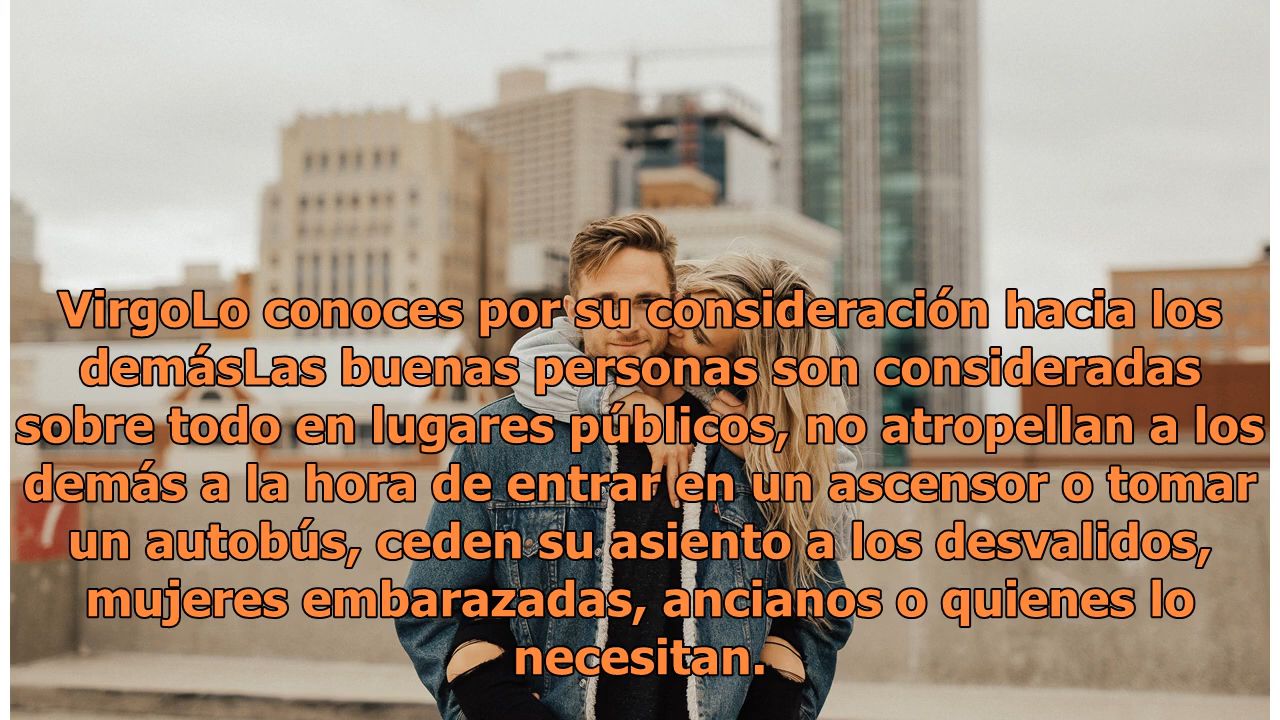 VirgoLo conoces por su consideración hacia los
demásLas buenas personas son consideradas
sobre todo en lugares públicos, no atropellan a los
demás a la hora de entrar en un ascensor o tomar
un autobús, ceden su asiento a los desvalidos,
mujeres embarazadas, ancianos o quienes lo
necesitan.